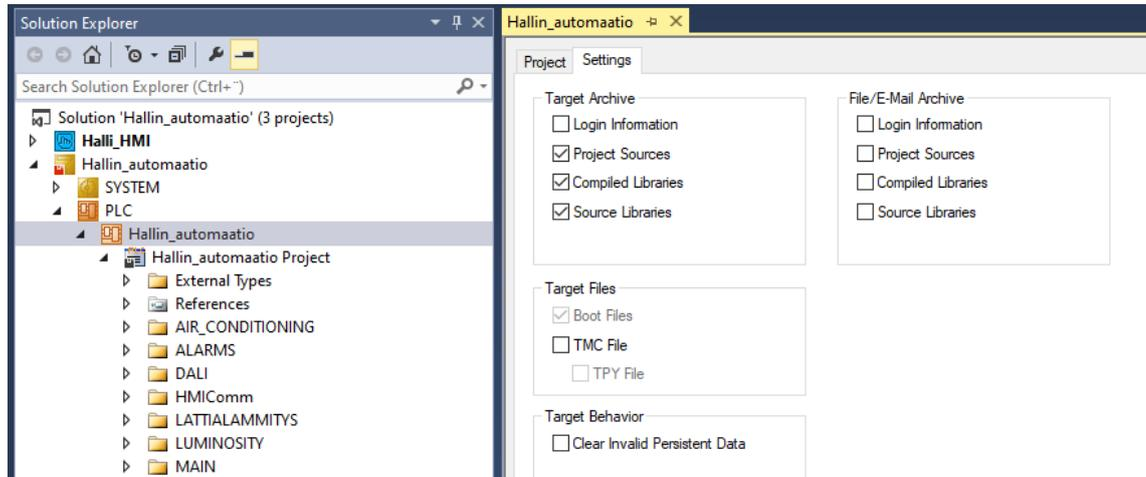 Solution Explorer
Search Solution Explorer (Ctrl+¨)
Solution 'Hallin_automaatio' (3 projects)
Halli_HMI
Hallin_automaatio
SYSTEM
PLC
Hallin_automaatio
Hallin_automaatio Project
External Types
References
AIR_CONDITIONING
ALARMS
DALI
HMIComm
LATTIALAMMITYS
LUMINOSITY
MAIN
Hallin_automaatio
Project Settings
Target Archive
Login Information
Project Sources
Compiled Libraries
Source Libraries
File/E-Mail Archive
Login Information
Project Sources
Compiled Libraries
Source Libraries
Target Files
Boot Files
TMC File
TPY File
Target Behavior
Clear Invalid Persistent Data